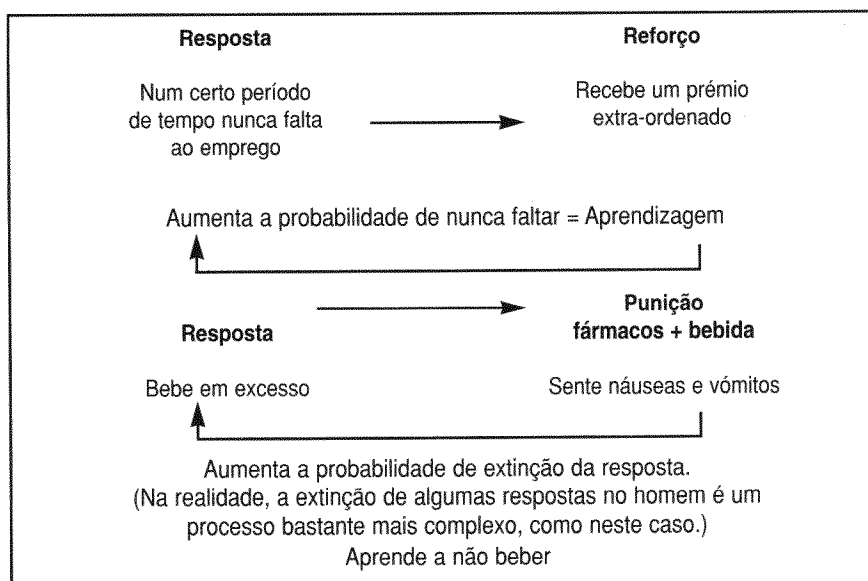 Resposta Reforço
Num certo período Recebe um prémio
de tempo nunca falta extra-ordenado
ao emprego
Aumenta a probabilidade de nunca faltar = Aprendizagem
Punição
Resposta fármacos + bebida
Bebe em excesso Sente náuseas e vómitos
Aumenta a probabilidade de extinção da resposta.
(Na realidade, a extinção de algumas respostas no homem é um
processo bastante mais complexo, como neste caso.)
Aprende a não beber